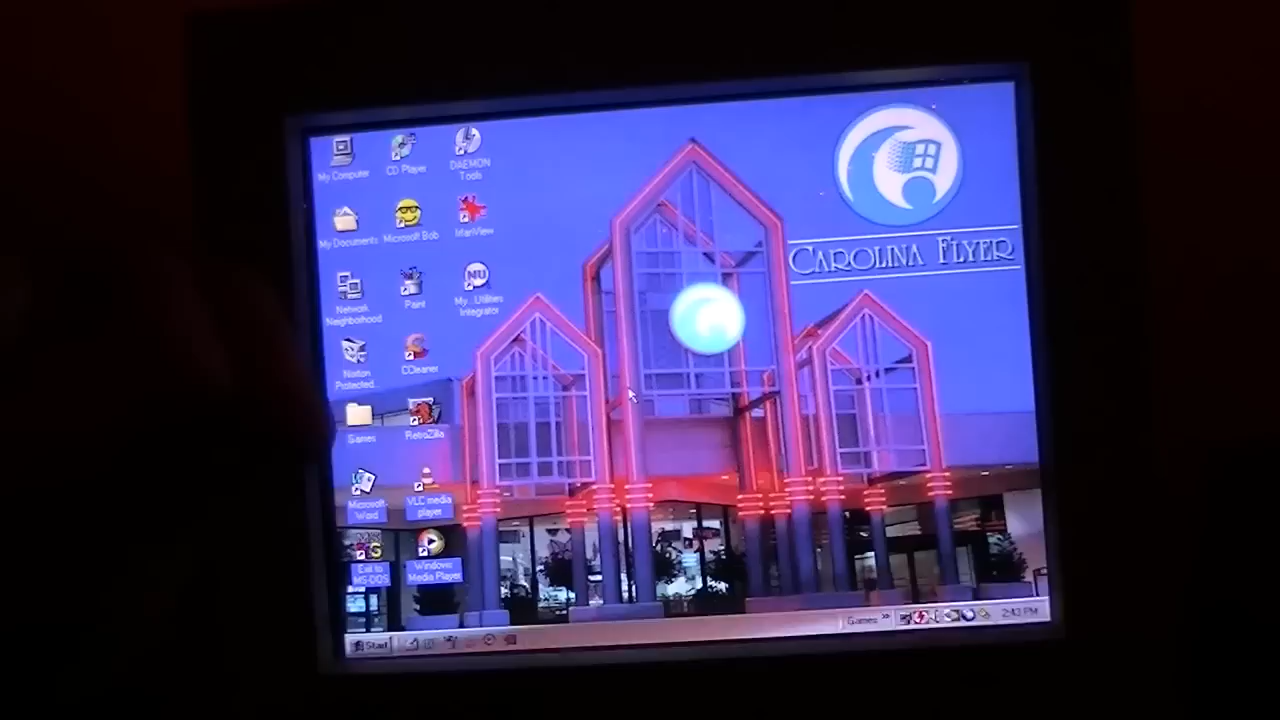 My Computer
CD Player
DAEMON
Tools
My Documents
Microsoft Bob
IrfanView
CAROLINA FLYER
Network
Neighborhood
Paint
NU
My...Utilities
Integrator
Norton
Protected...
CCleaner
Games
RetroZilla
Microsoft
Word
VLC media
player
Exit to
MS-DOS
Windows
Media Player
Start
Games »
2:43 PM